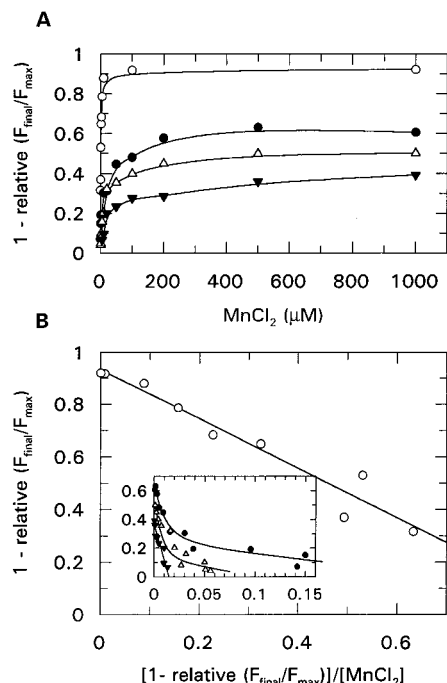 A
1 - relative (F_final/F_max)
1
0.8
0.6
0.4
0.2
0
0 200 400 600 800 1000
MnCl₂ (μM)
B
1 - relative (F_final/F_max)
1
0.8
0.6
0.4
0.2
0
0.6
0.4
0.2
0
0 0.05 0.1 0.15
0 0.2 0.4 0.6
[1- relative (F_final/F_max)]/[MnCl₂]